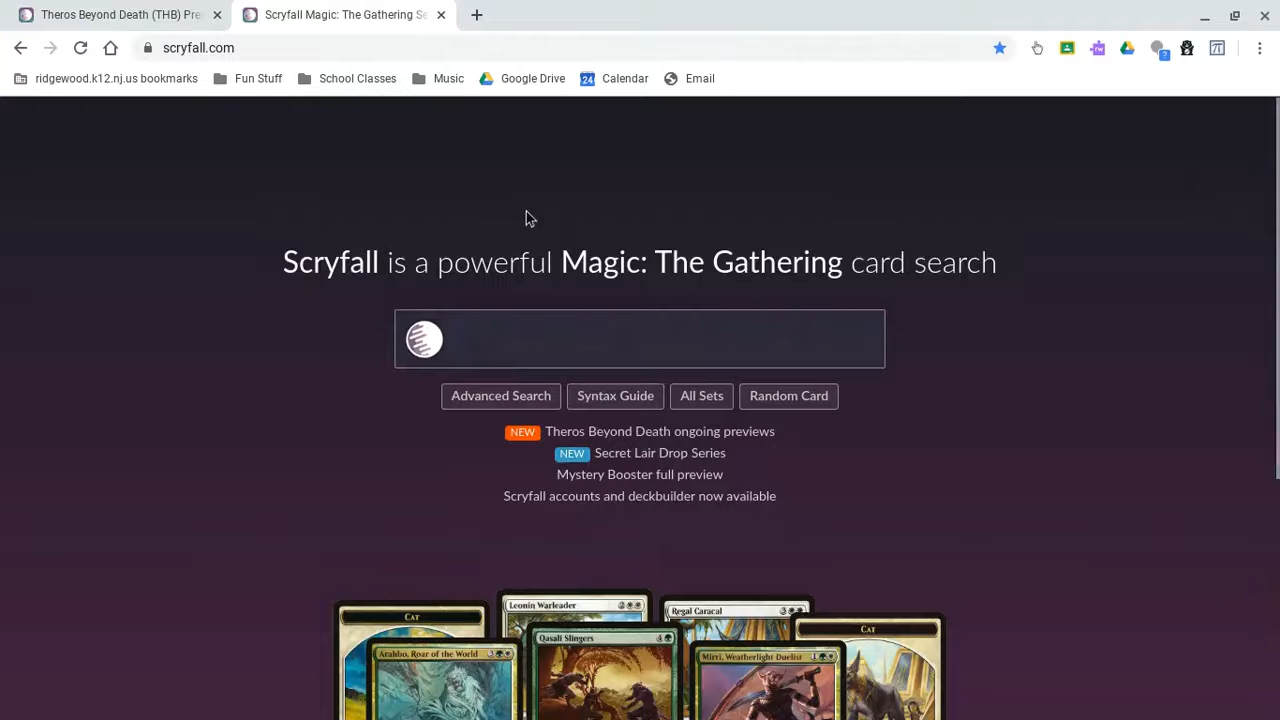 Theros Beyond Death (THB) Pre
Scryfall Magic: The Gathering Se
scryfall.com
ridgewood.k12.nj.us bookmarks
Fun Stuff
School Classes
Music
Google Drive
Calendar
Email
Scryfall is a powerful Magic: The Gathering card search
Advanced Search
Syntax Guide
All Sets
Random Card
NEW Theros Beyond Death ongoing previews
NEW Secret Lair Drop Series
Mystery Booster full preview
Scryfall accounts and deckbuilder now available
Cat
Leonin Warleader
Regal Caracal
Cat
Arahbo, Roar of the World
Qasali Slingers
Mirri, Weatherlight Duelist